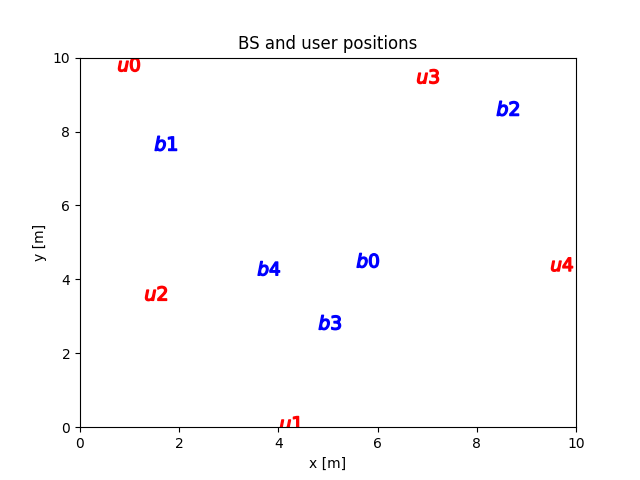 BS and user positions
u0
u3
b2
b1
b0
b4
u4
u2
b3
u1
10
8
6
4
2
0
y [m]
0 2 4 6 8 10
x [m]